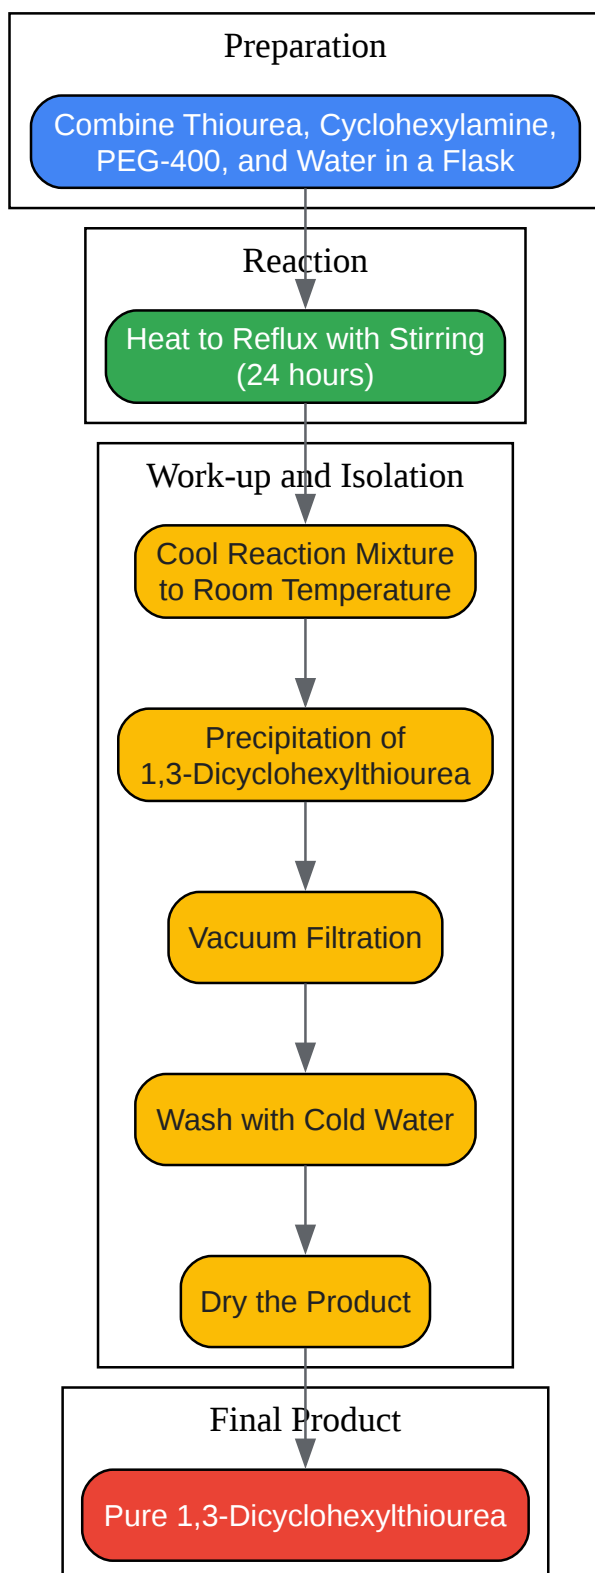 Preparation
Combine Thiourea, Cyclohexylamine,
PEG-400, and Water in a Flask
Reaction
Heat to Reflux with Stirring
(24 hours)
Work-up and Isolation
Cool Reaction Mixture
to Room Temperature
Precipitation of
1,3-Dicyclohexylthiourea
Vacuum Filtration
Wash with Cold Water
Dry the Product
Final Product
Pure 1,3-Dicyclohexylthiourea